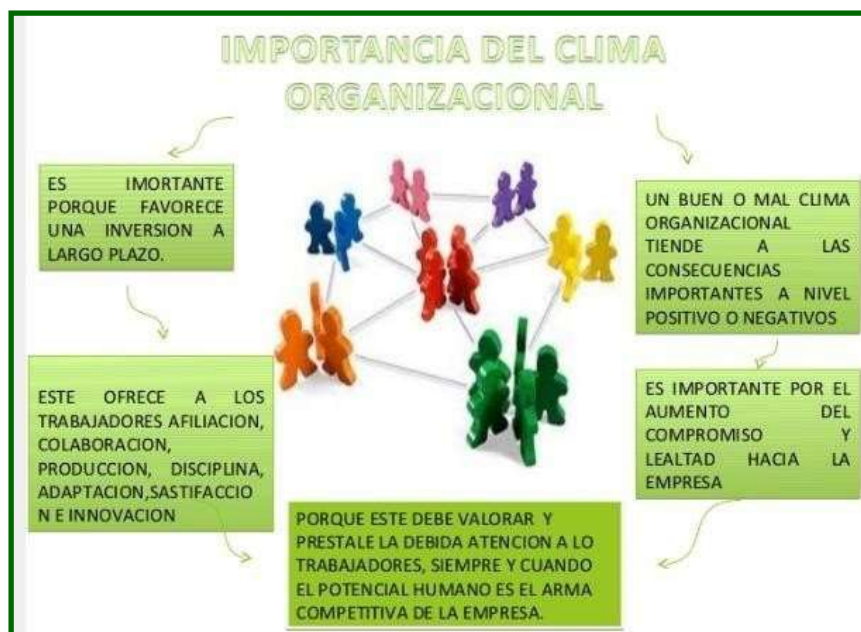 IMPORTANCIA DEL CLIMA
ORGANIZACIONAL
ES IMORTANTE
PORQUE FAVORECE
UNA INVERSION A
LARGO PLAZO.
ESTE OFRECE A LOS
TRABAJADORES AFILIACION,
COLABORACION,
PRODUCCION, DISCIPLINA,
ADAPTACION,SASTIFACCIO
N E INNOVACION
UN BUEN O MAL CLIMA
ORGANIZACIONAL
TIENDE A LAS
CONSECUENCIAS
IMPORTANTES A NIVEL
POSITIVO O NEGATIVOS
ES IMPORTANTE POR EL
AUMENTO DEL
COMPROMISO Y
LEALTAD HACIA LA
EMPRESA
PORQUE ESTE DEBE VALORAR Y
PRESTALE LA DEBIDA ATENCION A LO
TRABAJADORES, SIEMPRE Y CUANDO
EL POTENCIAL HUMANO ES EL ARMA
COMPETITIVA DE LA EMPRESA.